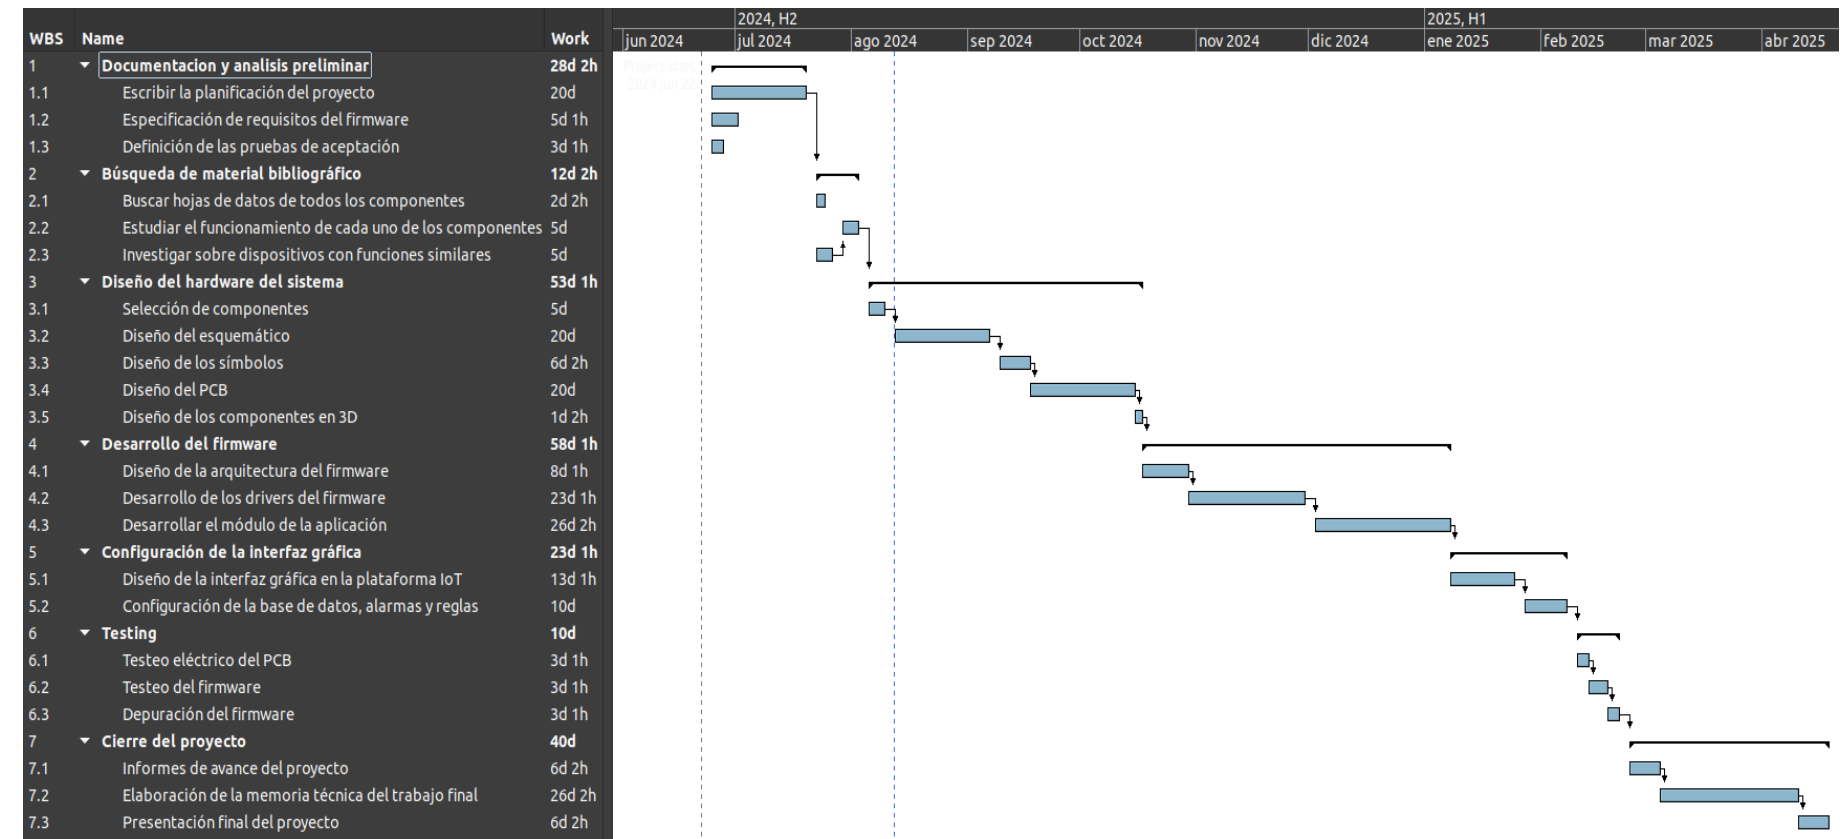 2024, H2 2025, H1
WBS Name Work jun 2024 jul 2024 ago 2024 sep 2024 oct 2024 nov 2024 dic 2024 ene 2025 feb 2025 mar 2025 abr 2025
1 Documentacion y analisis preliminar 28d 2h Project start
1.1 Escribir la planificación del proyecto 20d 2024 jun 22
1.2 Especificación de requisitos del firmware 5d 1h
1.3 Definición de las pruebas de aceptación 3d 1h
2 Búsqueda de material bibliográfico 12d 2h
2.1 Buscar hojas de datos de todos los componentes 2d 2h
2.2 Estudiar el funcionamiento de cada uno de los componentes 5d
2.3 Investigar sobre dispositivos con funciones similares 5d
3 Diseño del hardware del sistema 53d 1h
3.1 Selección de componentes 5d
3.2 Diseño del esquemático 20d
3.3 Diseño de los símbolos 6d 2h
3.4 Diseño del PCB 20d
3.5 Diseño de los componentes en 3D 1d 2h
4 Desarrollo del firmware 58d 1h
4.1 Diseño de la arquitectura del firmware 8d 1h
4.2 Desarrollo de los drivers del firmware 23d 1h
4.3 Desarrollar el módulo de la aplicación 26d 2h
5 Configuración de la interfaz gráfica 23d 1h
5.1 Diseño de la interfaz gráfica en la plataforma IoT 13d 1h
5.2 Configuración de la base de datos, alarmas y reglas 10d
6 Testing 10d
6.1 Testeo eléctrico del PCB 3d 1h
6.2 Testeo del firmware 3d 1h
6.3 Depuración del firmware 3d 1h
7 Cierre del proyecto 40d
7.1 Informes de avance del proyecto 6d 2h
7.2 Elaboración de la memoria técnica del trabajo final 26d 2h
7.3 Presentación final del proyecto 6d 2h